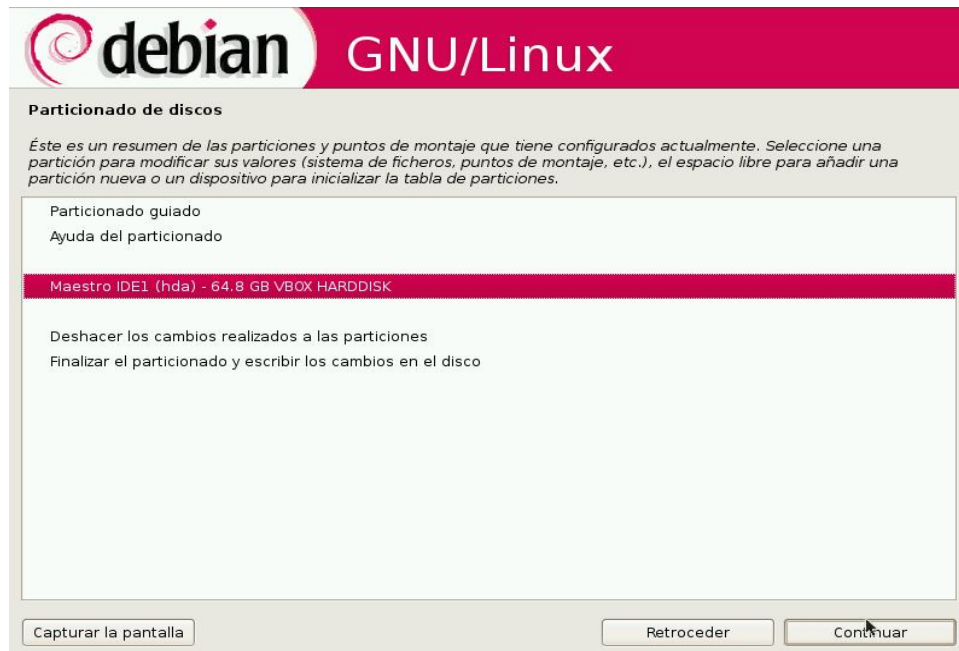 debian GNU/Linux
Particionado de discos
Éste es un resumen de las particiones y puntos de montaje que tiene configurados actualmente. Seleccione una
partición para modificar sus valores (sistema de ficheros, puntos de montaje, etc.), el espacio libre para añadir una
partición nueva o un dispositivo para inicializar la tabla de particiones.
Particionado guiado
Ayuda del particionado
Maestro IDE1 (hda) - 64.8 GB VBOX HARDDISK
Deshacer los cambios realizados a las particiones
Finalizar el particionado y escribir los cambios en el disco
Capturar la pantalla
Retroceder
Continuar